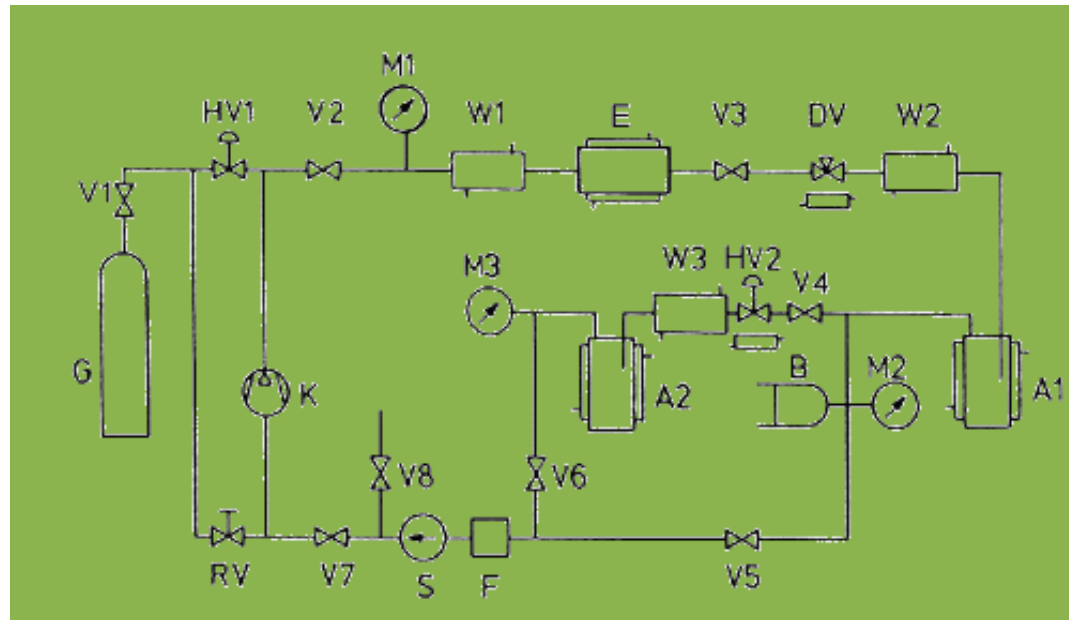 M1
HV1 V2 W1 E V3 DV W2
V1
M3 W3 HV2 V4
G K A2 B M2 A1
V8 V6
RV V7 S F V5